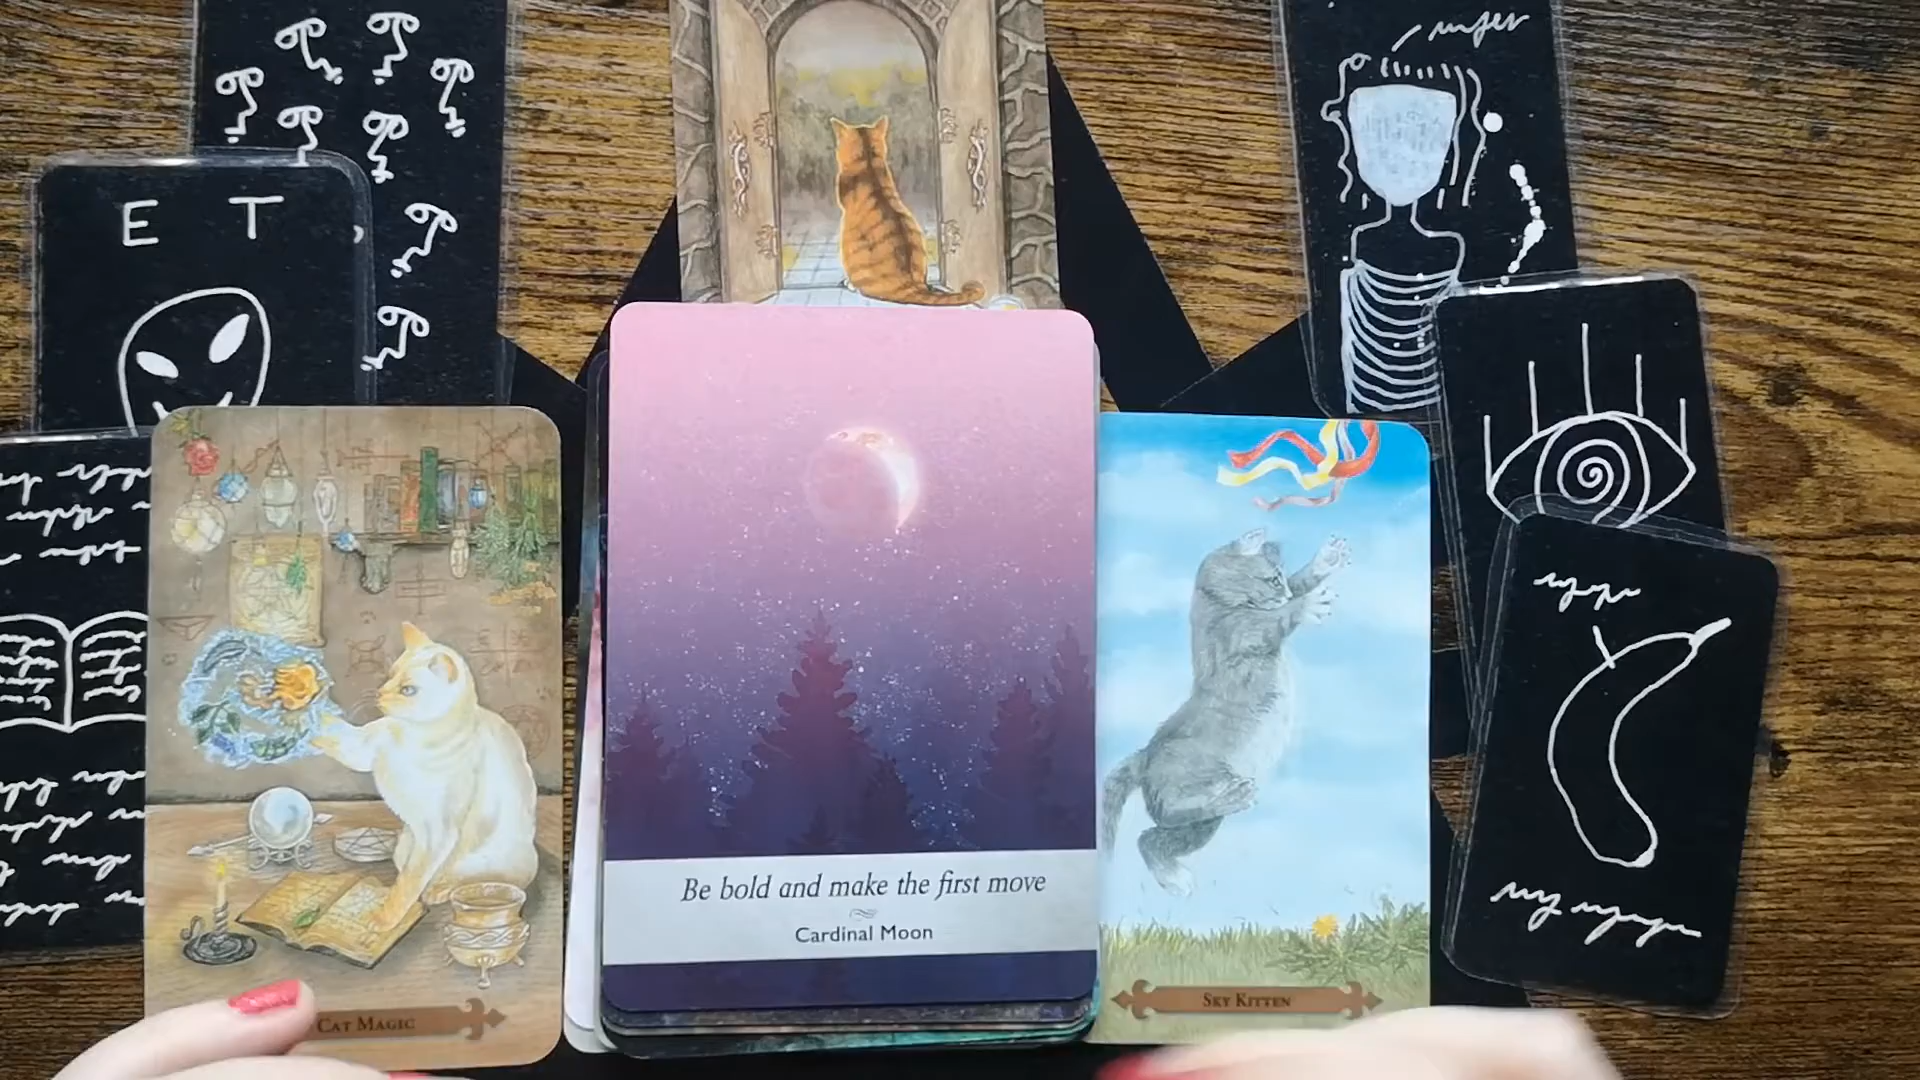 E T
Be bold and make the first move
Cardinal Moon
CAT MAGIC
SKY KITTEN